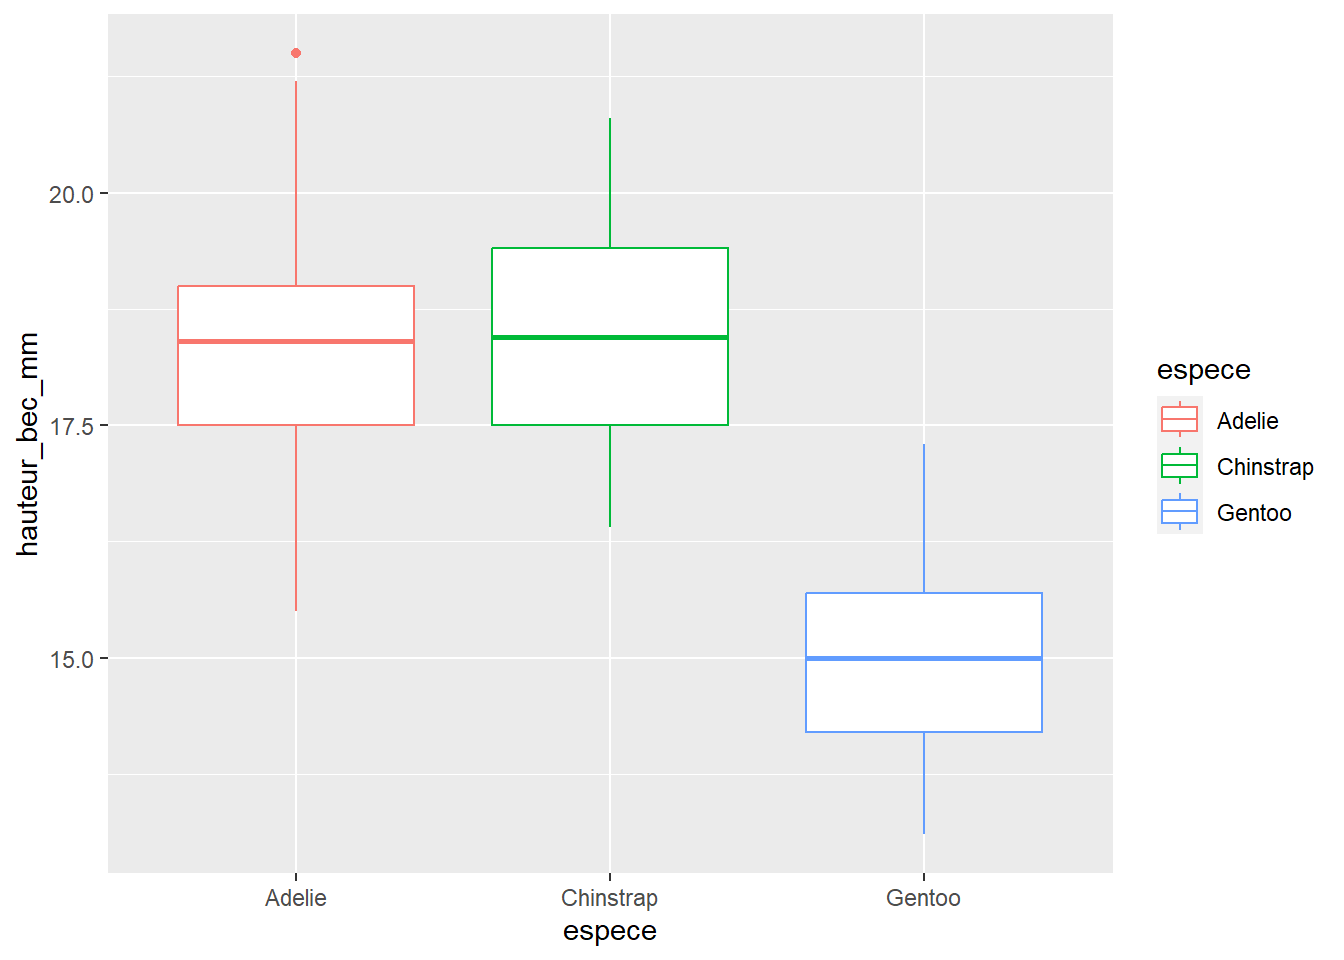 hauteur_bec_mm
20.0
17.5
15.0
Adelie
Chinstrap
Gentoo
espece
espece
Adelie
Chinstrap
Gentoo